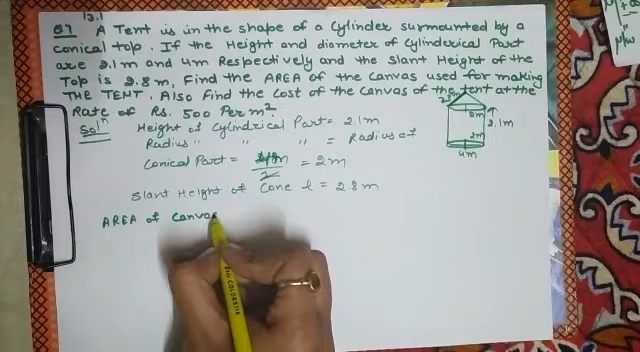 13.1
Q7 A Tent is in the shape of a Cylinder surmounted by a
conical top. If the Height and diameter of Cylinderical Part
are 2.1m and 4m Respectively and the Slant Height of the
Top is 2.8m, Find the AREA of the Canvas used for making
THE TENT. Also find the Cost of the Canvas of the tent at the
Rate of Rs. 500 Per m².
Solⁿ Height of Cylindrical Part = 2.1m
Radius " " " = Radius of
Conical Part = 4m/2 = 2m
Slant Height of Cone l = 2.8m
AREA of Canvas
2.8m
2m
2.1m
2m
4m